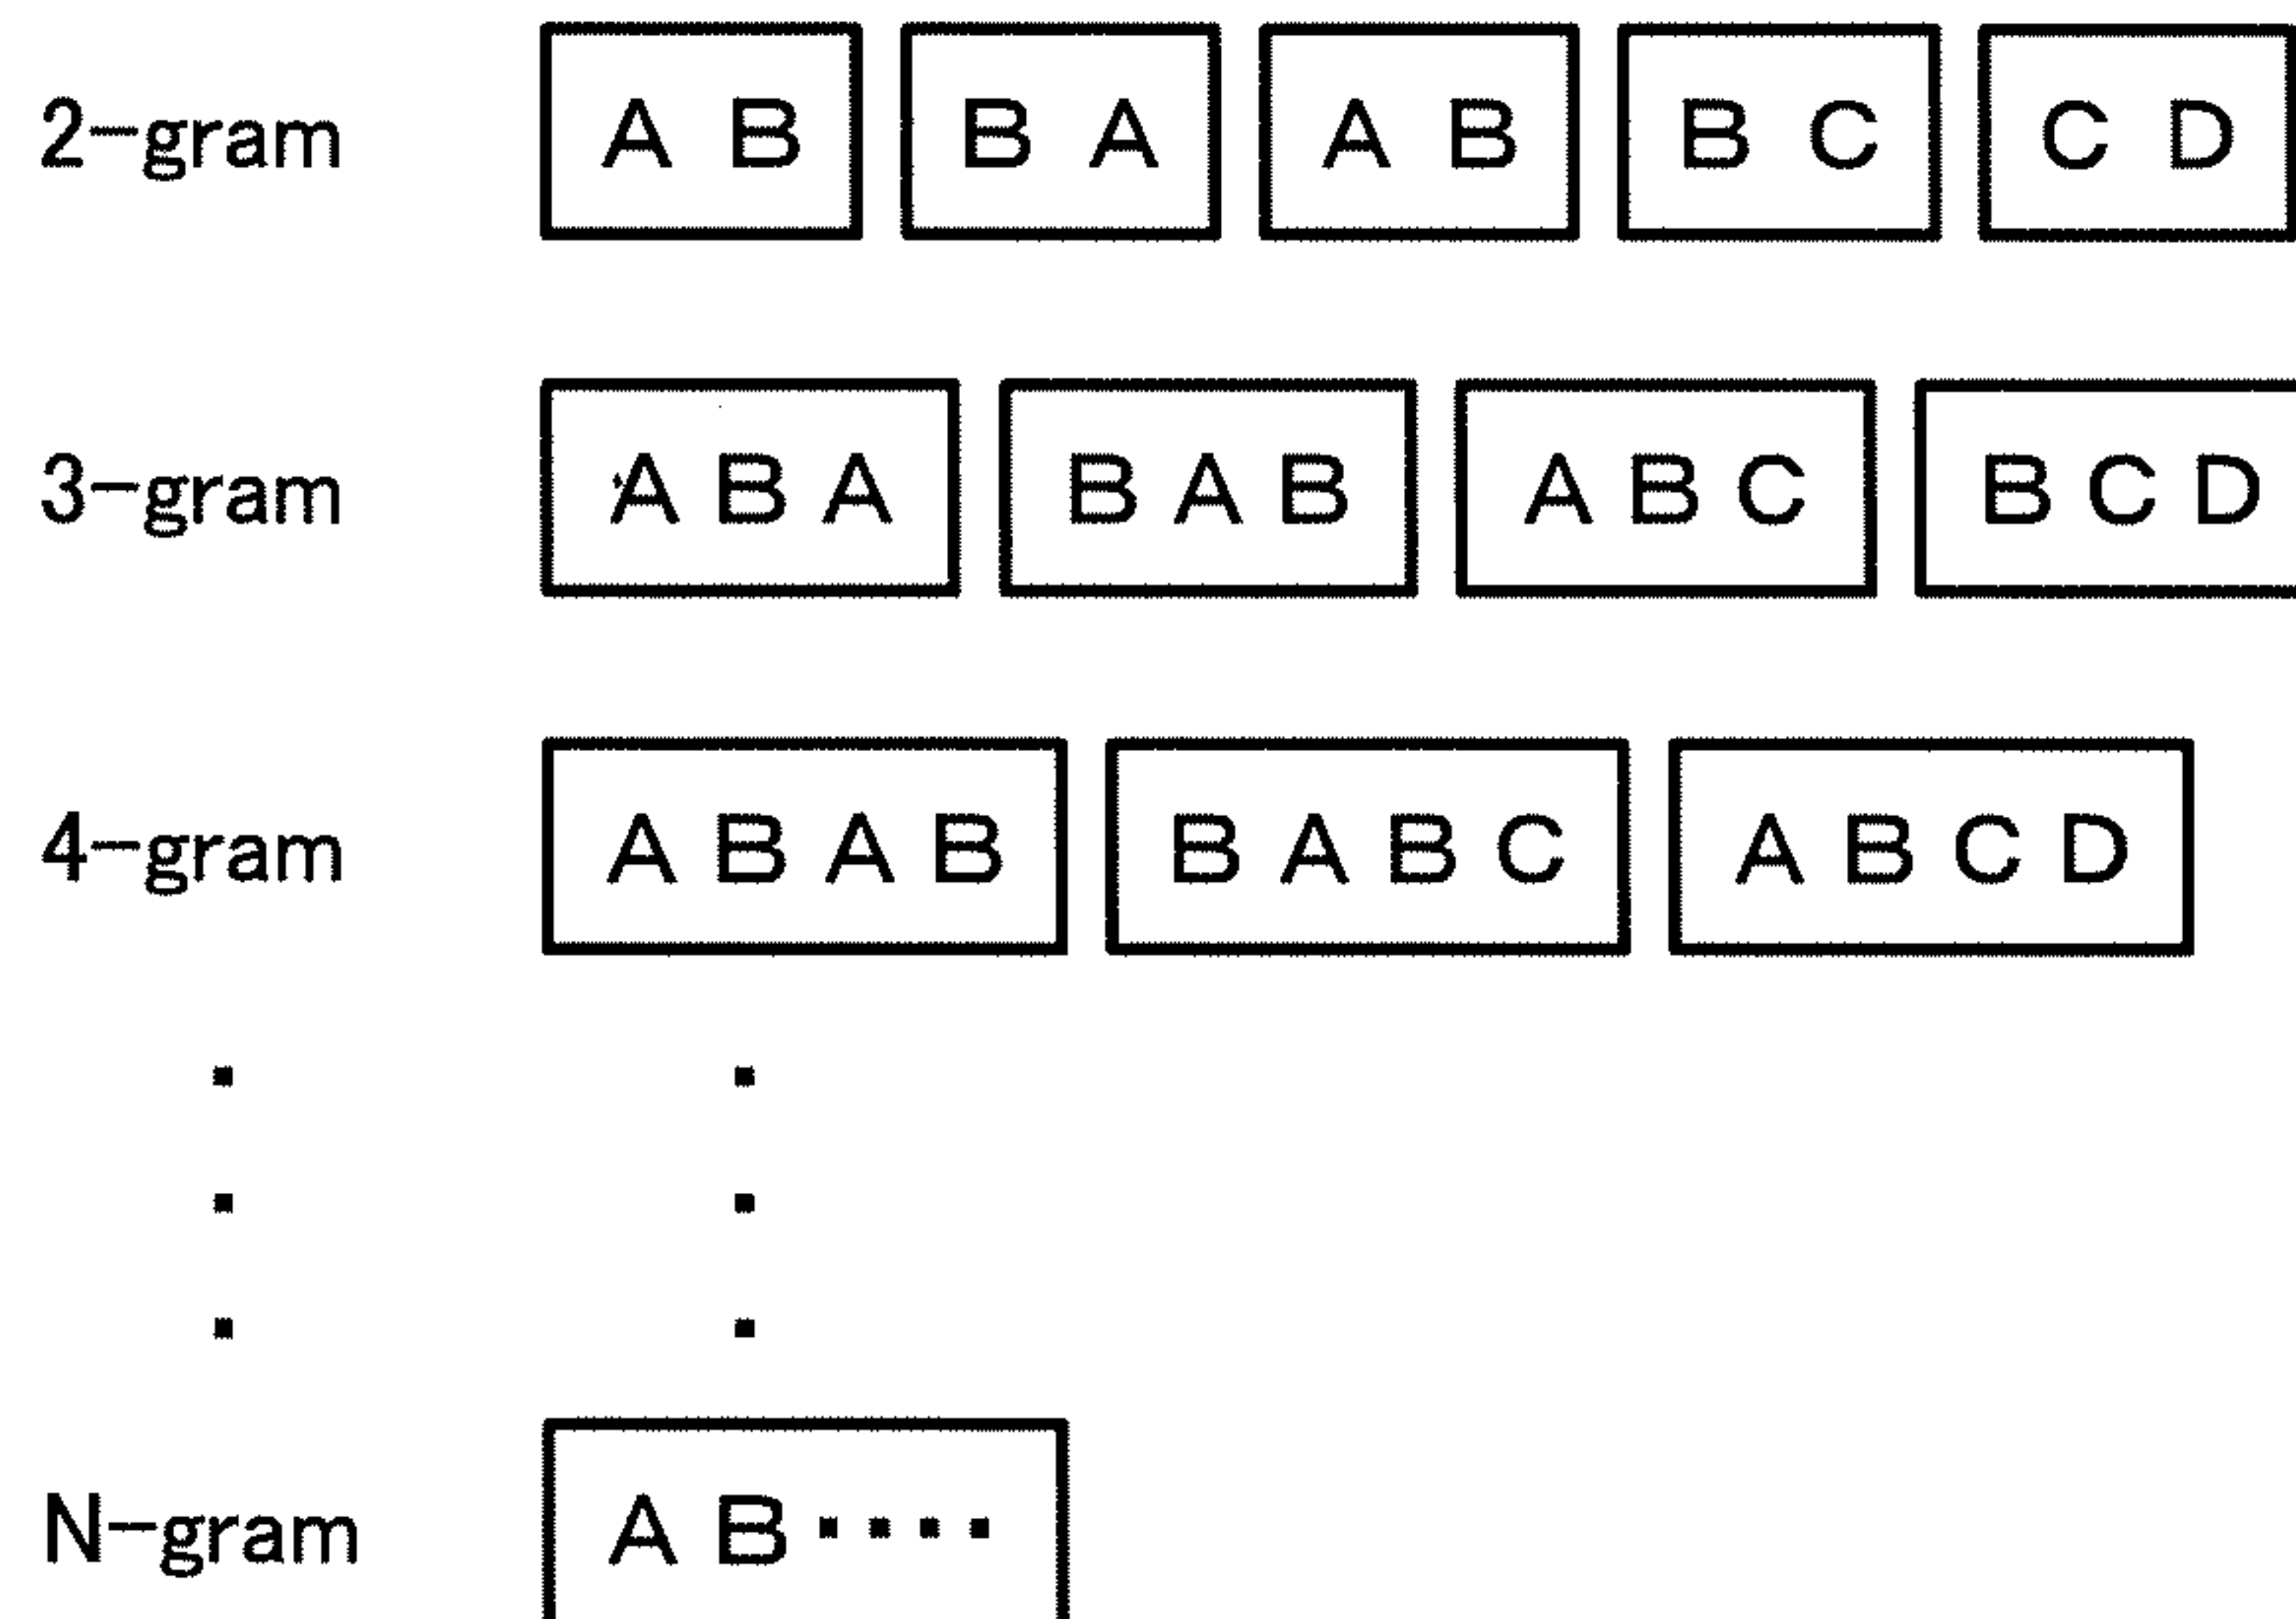 2-gram A B B A A B B C C D
3-gram A B A B A B A B C B C D
4-gram A B A B B A B C A B C D
N-gram A B ・・・・